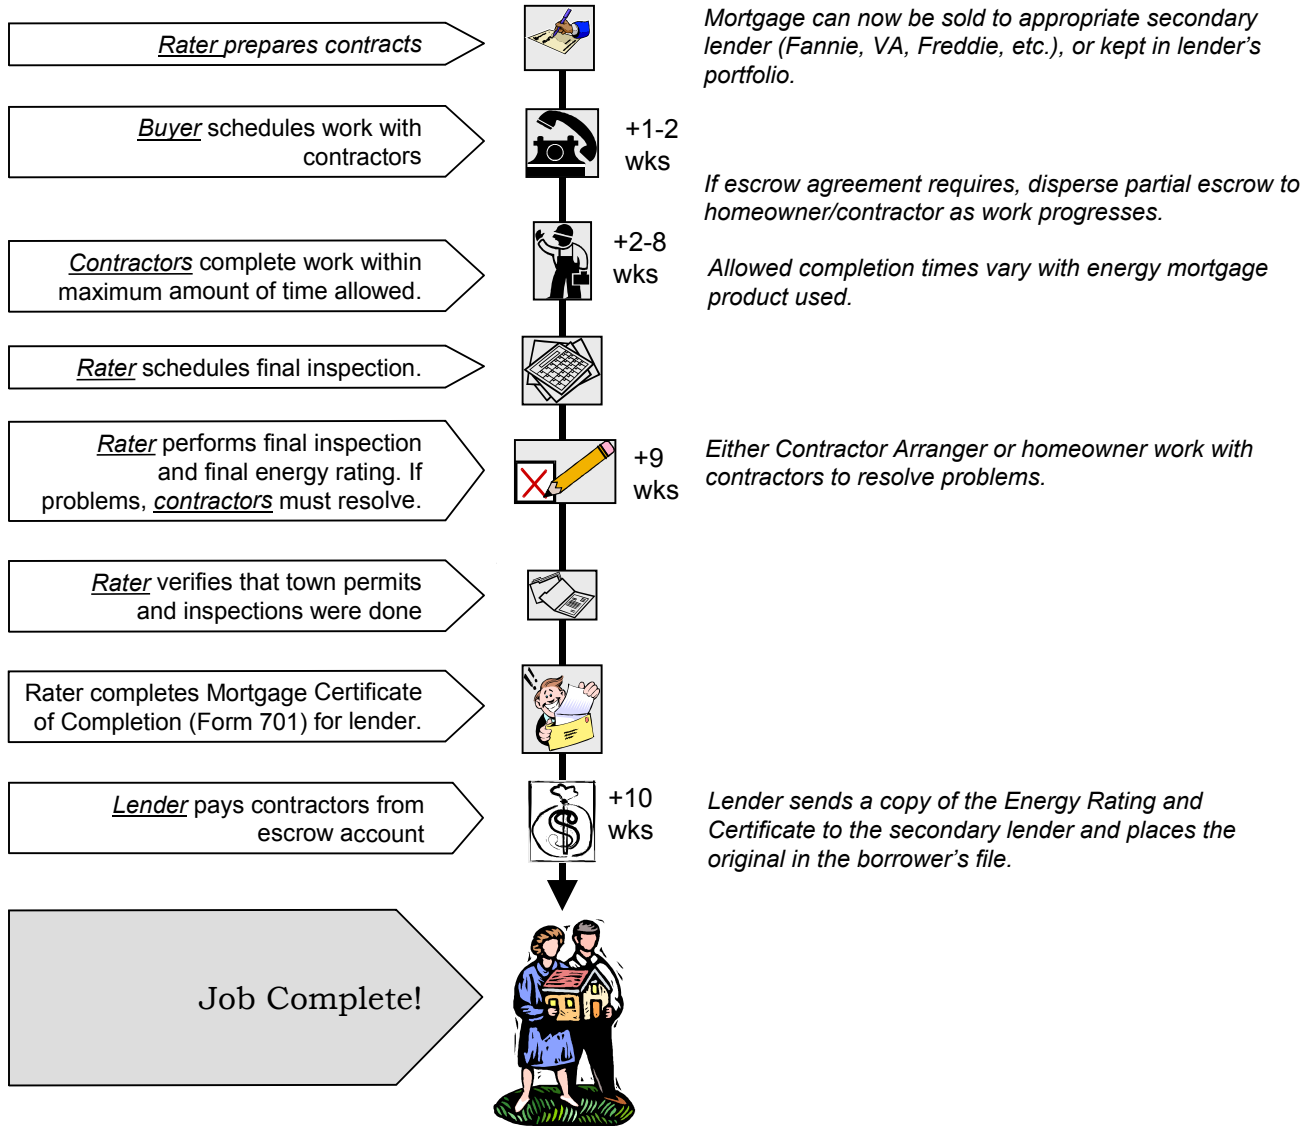 Rater prepares contracts
Mortgage can now be sold to appropriate secondary
lender (Fannie, VA, Freddie, etc.), or kept in lender's
portfolio.
Buyer schedules work with
contractors
+1-2
wks
If escrow agreement requires, disperse partial escrow to
homeowner/contractor as work progresses.
Contractors complete work within
maximum amount of time allowed.
+2-8
wks
Allowed completion times vary with energy mortgage
product used.
Rater schedules final inspection.
Rater performs final inspection
and final energy rating. If
problems, contractors must resolve.
+9
wks
Either Contractor Arranger or homeowner work with
contractors to resolve problems.
Rater verifies that town permits
and inspections were done
Rater completes Mortgage Certificate
of Completion (Form 701) for lender.
Lender pays contractors from
escrow account
+10
wks
Lender sends a copy of the Energy Rating and
Certificate to the secondary lender and places the
original in the borrower's file.
Job Complete!